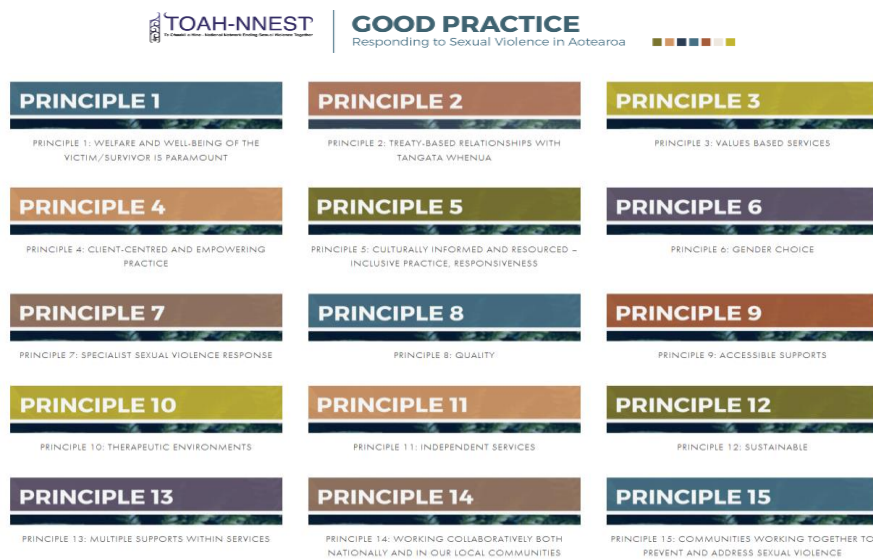 TOAH-NNEST
GOOD PRACTICE
Responding to Sexual Violence in Aotearoa
PRINCIPLE 1
PRINCIPLE 1: WELFARE AND WELL-BEING OF THE
VICTIM/SURVIVOR IS PARAMOUNT
PRINCIPLE 2
PRINCIPLE 2: TREATY-BASED RELATIONSHIPS WITH
TANGATA WHENUA
PRINCIPLE 3
PRINCIPLE 3: VALUES BASED SERVICES
PRINCIPLE 4
PRINCIPLE 4: CLIENT-CENTRED AND EMPOWERING
PRACTICE
PRINCIPLE 5
PRINCIPLE 5: CULTURALLY INFORMED AND RESOURCED –
INCLUSIVE PRACTICE, RESPONSIVENESS
PRINCIPLE 6
PRINCIPLE 6: GENDER CHOICE
PRINCIPLE 7
PRINCIPLE 7: SPECIALIST SEXUAL VIOLENCE RESPONSE
PRINCIPLE 8
PRINCIPLE 8: QUALITY
PRINCIPLE 9
PRINCIPLE 9: ACCESSIBLE SUPPORTS
PRINCIPLE 10
PRINCIPLE 10: THERAPEUTIC ENVIRONMENTS
PRINCIPLE 11
PRINCIPLE 11: INDEPENDENT SERVICES
PRINCIPLE 12
PRINCIPLE 12: SUSTAINABLE
PRINCIPLE 13
PRINCIPLE 13: MULTIPLE SUPPORTS WITHIN SERVICES
PRINCIPLE 14
PRINCIPLE 14: WORKING COLLABORATIVELY BOTH
NATIONALLY AND IN OUR LOCAL COMMUNITIES
PRINCIPLE 15
PRINCIPLE 15: COMMUNITIES WORKING TOGETHER TO
PREVENT AND ADDRESS SEXUAL VIOLENCE